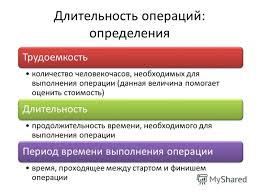 Длительность операций:
определения
Трудоемкость
• количество человекочасов, необходимых для
выполнения операции (данная величина помогает
оценить стоимость)
Длительность
• продолжительность времени, необходимого для
выполнения операции
Период времени выполнения операции
• время, проходящее между стартом и финишем
операции
MyShared